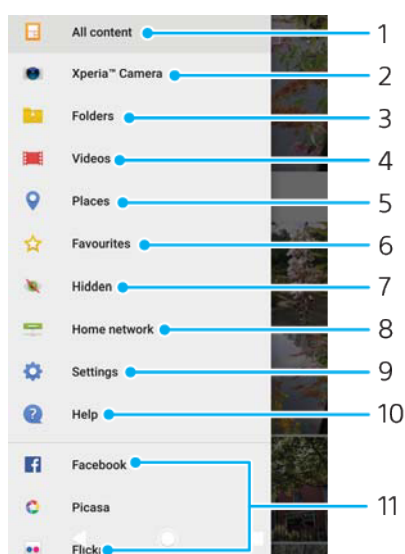 All content 1
Xperia™ Camera 2
Folders 3
Videos 4
Places 5
Favourites 6
Hidden 7
Home network 8
Settings 9
Help 10
Facebook
11
Picasa